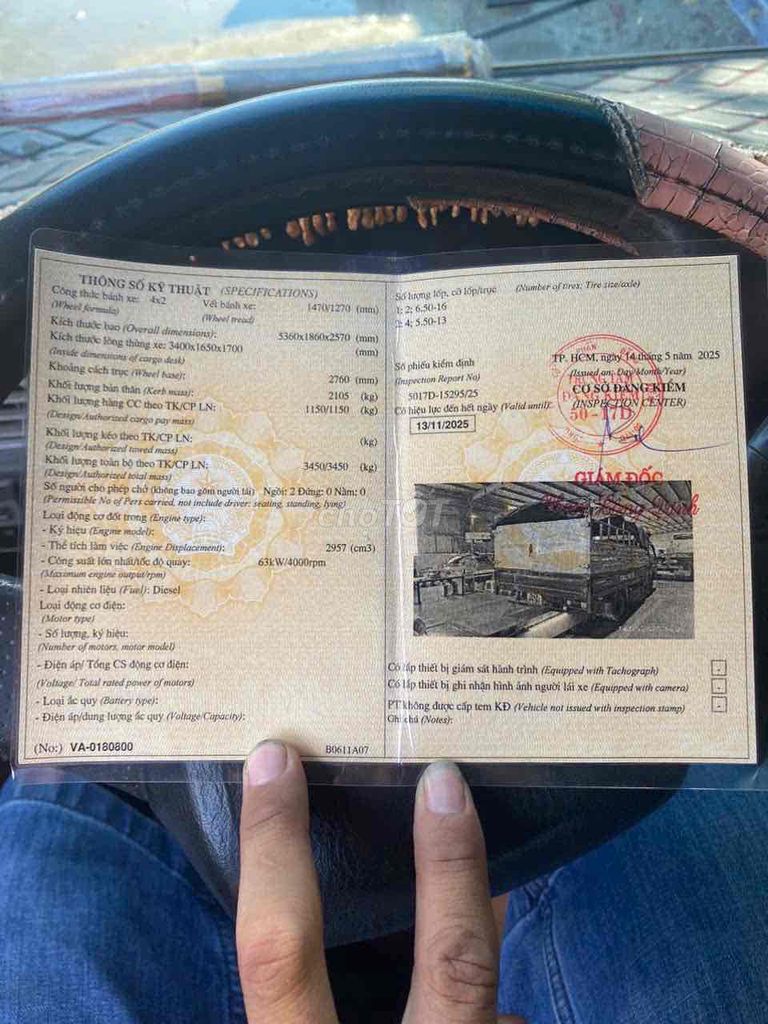 THÔNG SỐ KỸ THUẬT (SPECIFICATIONS)
Công thức bánh xe: 4x2 Vết bánh xe: 1470/1270 (mm)
(Wheel formula) (Wheel tread)
Kích thước bao (Overall dimensions): 5360x1860x2570 (mm)
Kích thước lòng thùng xe: 3400x1650x1700 (mm)
(Inside dimensions of cargo desk)
Khoảng cách trục (Wheel base): 2760 (mm)
Khối lượng bản thân (Kerb mass): 2105 (kg)
Khối lượng hàng CC theo TK/CP LN: 1150/1150 (kg)
(Design/Authorized cargo pay mass)
Khối lượng kéo theo TK/CP LN: (kg)
(Design/Authorized towed mass)
Khối lượng toàn bộ theo TK/CP LN: 3450/3450 (kg)
(Design/Authorized total mass)
Số người cho phép chở (không bao gồm người lái) Ngồi: 2 Đứng: 0 Nằm: 0
(Permissible No of Pers carried, not include driver: seating, standing, lying)
Loại động cơ đốt trong (Engine type):
- Ký hiệu (Engine model):
- Thể tích làm việc (Engine Displacement): 2957 (cm3)
- Công suất lớn nhất/tốc độ quay: 63kW/4000rpm
(Maximum engine output/rpm)
- Loại nhiên liệu (Fuel): Diesel
Loại động cơ điện:
(Motor type)
- Số lượng, ký hiệu:
(Number of motors, motor model)
- Điện áp/ Tổng CS động cơ điện:
(Voltage/ Total rated power of motors)
- Loại ắc quy (Battery type):
- Điện áp/dung lượng ắc quy (Voltage/Capacity):
(No:) VA-0180800 B0611A07
Số lượng lốp, cỡ lốp/trục (Number of tires: Tire size/axle)
1: 2; 6.50-16
2: 4; 5.50-13
Số phiếu kiểm định
(Inspection Report No)
5017D-15295/25
Có hiệu lực đến hết ngày (Valid until):
13/11/2025
TP. HCM, ngày 14 tháng 5 năm 2025
(Issued on: Day/Month/Year)
CƠ SỞ ĐĂNG KIỂM
(INSPECTION CENTER)
TRUNG TÂM
ĐĂNG KIỂM
50-17D
GIÁM ĐỐC
Có lắp thiết bị giám sát hành trình (Equipped with Tachograph) -
Có lắp thiết bị ghi nhận hình ảnh người lái xe (Equipped with camera) -
PT không được cấp tem KĐ (Vehicle not issued with inspection stamp) -
Ghi chú (Notes):